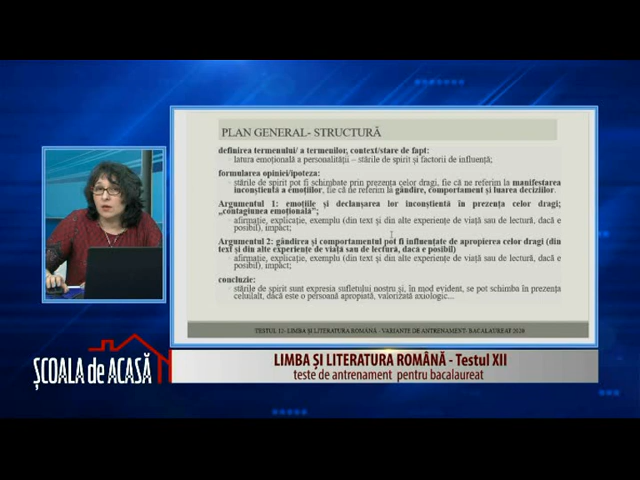 PLAN GENERAL- STRUCTURĂ
definirea termenului/ a termenilor, context/stare de fapt:
latura emoțională a personalității – stările de spirit și factorii de influență;
formularea opiniei/ipoteza:
stările de spirit pot fi schimbate prin prezența celor dragi, fie că ne referim la manifestarea
inconștientă a emoțiilor, fie că de referim la gândire, comportament și luarea deciziilor.
Argumentul 1: emoțiile și declanșarea lor inconștientă în prezența celor dragi;
„contagiunea emoțională”;
afirmație, explicație, exemplu (din text și din alte experiențe de viață sau de lectură, dacă e
posibil), impact;
Argumentul 2: gândirea și comportamentul pot fi influențate de apropierea celor dragi (din
text și din alte experiențe de viață sau de lectură, dacă e posibil)
afirmație, explicație, exemplu (din text și din alte experiențe de viață sau de lectură, dacă e
posibil), impact;
concluzie:
stările de spirit sunt expresia sufletului nostru și, în mod evident, se pot schimba în prezența
celuilalt, dacă este o persoană apropiată, valorizată axiologic...
TESTUL 12- LIMBA ȘI LITERATURA ROMÂNĂ - VARIANTE DE ANTRENAMENT- BACALAUREAT 2020
ȘCOALA de ACASĂ
LIMBA ȘI LITERATURA ROMÂNĂ - Testul XII
teste de antrenament pentru bacalaureat